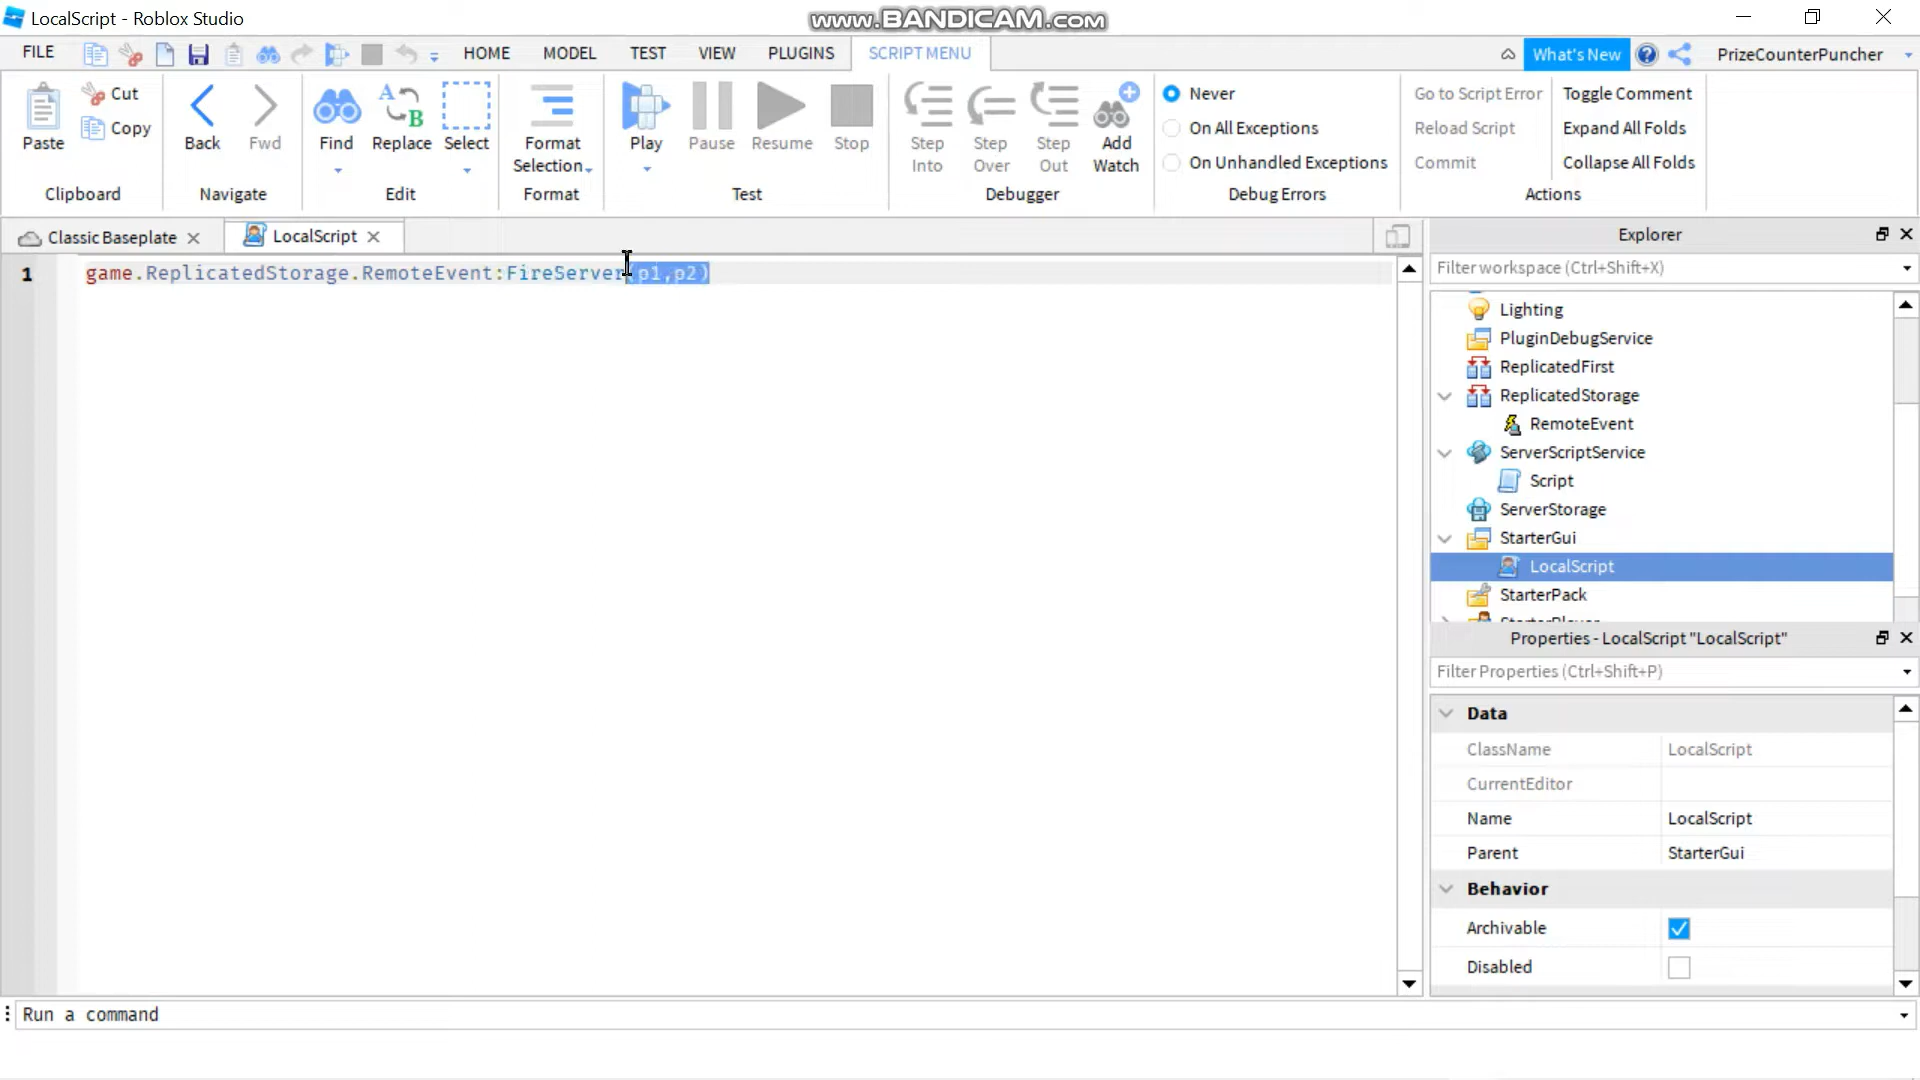 LocalScript - Roblox Studio
www.BANDICAM.com
FILE
HOME
MODEL
TEST
VIEW
PLUGINS
SCRIPT MENU
What's New
PrizeCounterPuncher
Paste
Cut
Copy
Clipboard
Back
Fwd
Navigate
Find
Replace
Select
Edit
Format
Selection
Format
Play
Pause
Resume
Stop
Test
Step
Into
Step
Over
Step
Out
Add
Watch
Debugger
Never
On All Exceptions
On Unhandled Exceptions
Debug Errors
Go to Script Error
Reload Script
Commit
Toggle Comment
Expand All Folds
Collapse All Folds
Actions
Classic Baseplate
LocalScript
1 game.ReplicatedStorage.RemoteEvent:FireServer(p1,p2)
Explorer
Filter workspace (Ctrl+Shift+X)
Lighting
PluginDebugService
ReplicatedFirst
ReplicatedStorage
RemoteEvent
ServerScriptService
Script
ServerStorage
StarterGui
LocalScript
StarterPack
StarterPlayer
Properties - LocalScript "LocalScript"
Filter Properties (Ctrl+Shift+P)
Data
ClassName LocalScript
CurrentEditor
Name LocalScript
Parent StarterGui
Behavior
Archivable
Disabled
Run a command